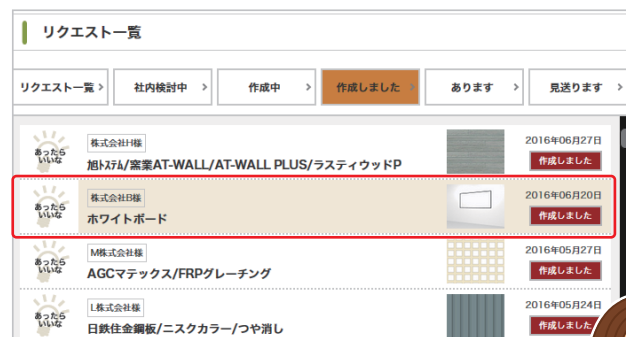 リクエスト一覧
リクエスト一覧 >
社内検討中 >
作成中 >
作成しました >
あります >
見送ります >
あったら
いいな
株式会社H様
旭トステム/窯業AT-WALL/AT-WALL PLUS/ラスティウッドP
2016年06月27日
作成しました
あったら
いいな
株式会社B様
ホワイトボード
2016年06月20日
作成しました
あったら
いいな
M株式会社様
AGCマテックス/FRPグレーチング
2016年05月27日
作成しました
あったら
いいな
L株式会社様
日鉄住金鋼板/ニスクカラー/つや消し
2016年05月24日
作成しました